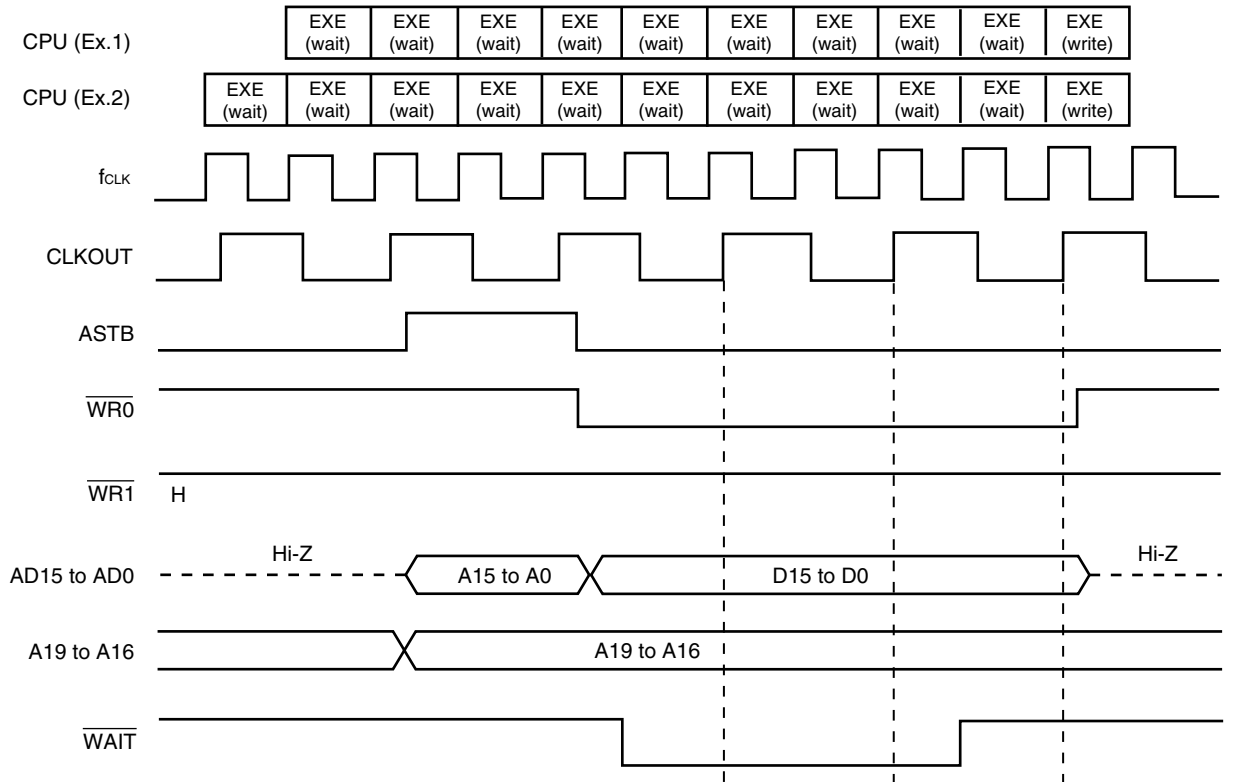 CPU (Ex.1) EXE (wait) EXE (wait) EXE (wait) EXE (wait) EXE (wait) EXE (wait) EXE (wait) EXE (wait) EXE (wait) EXE (write)
CPU (Ex.2) EXE (wait) EXE (wait) EXE (wait) EXE (wait) EXE (wait) EXE (wait) EXE (wait) EXE (wait) EXE (wait) EXE (wait) EXE (write)
fCLK
CLKOUT
ASTB
WR0
WR1 H
AD15 to AD0 Hi-Z A15 to A0 D15 to D0 Hi-Z
A19 to A16 A19 to A16
WAIT